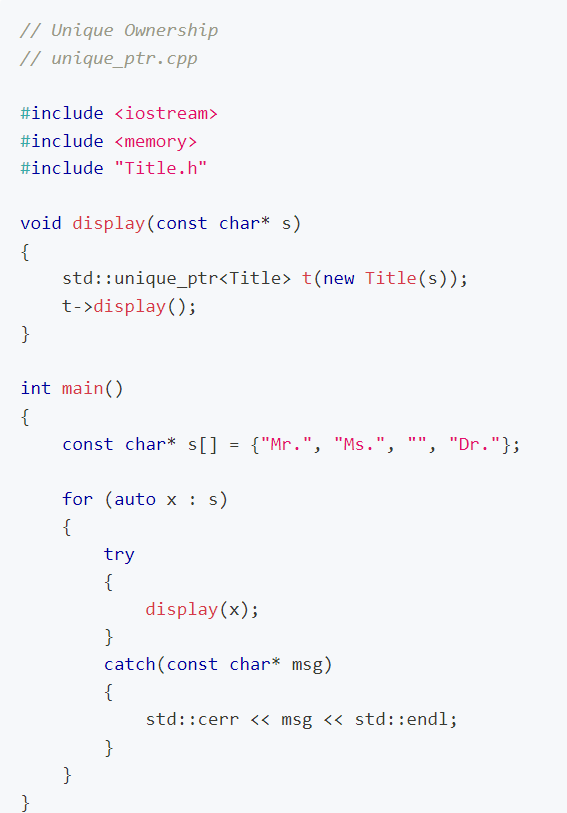 // Unique Ownership
// unique_ptr.cpp

#include <iostream>
#include <memory>
#include "Title.h"

void display(const char* s)
{
    std::unique_ptr<Title> t(new Title(s));
    t->display();
}

int main()
{
    const char* s[] = {"Mr.", "Ms.", "", "Dr."};

    for (auto x : s)
    {
        try
        {
            display(x);
        }
        catch(const char* msg)
        {
            std::cerr << msg << std::endl;
        }
    }
}